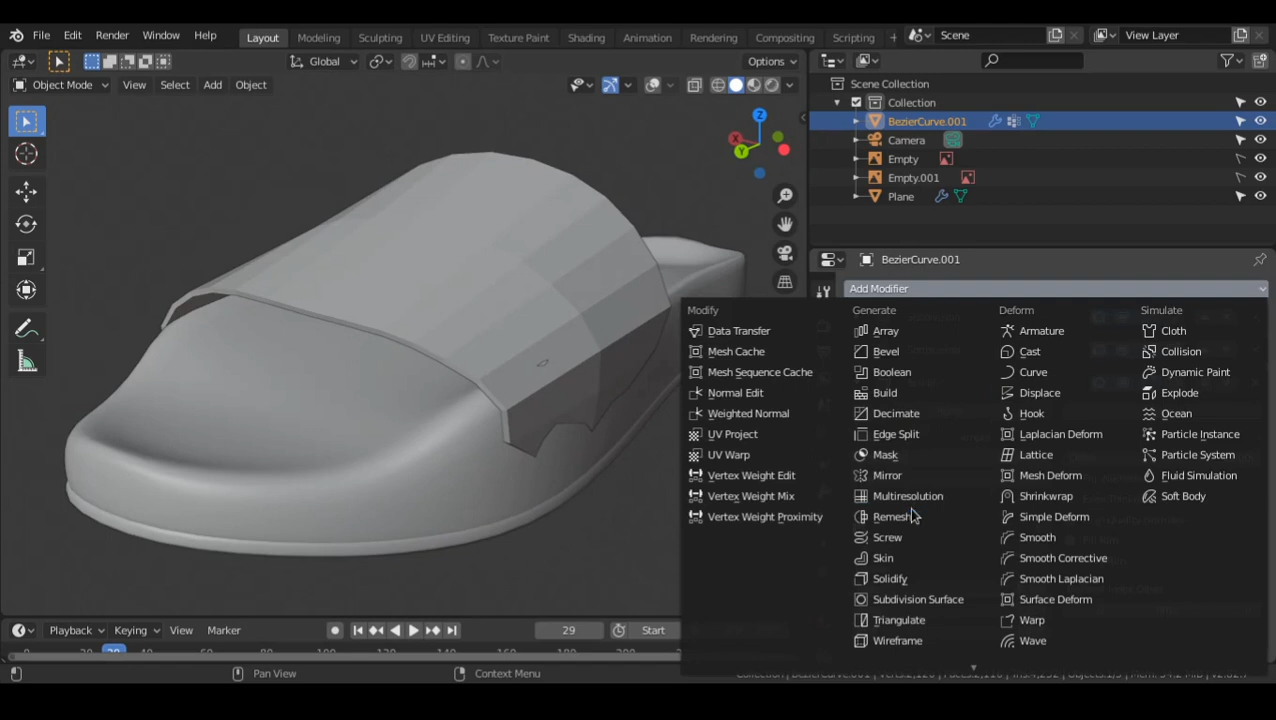 File Edit Render Window Help Layout Modeling Sculpting UV Editing Texture Paint Shading Animation Rendering Compositing Scripting + Scene View Layer
Global Options
Object Mode View Select Add Object
Scene Collection
Collection
BezierCurve.001
Camera
Empty
Empty.001
Plane
X
Y
Z
BezierCurve.001
Add Modifier
Modify Generate Deform Simulate
Data Transfer Array Armature Cloth
Mesh Cache Bevel Cast Collision
Mesh Sequence Cache Boolean Curve Dynamic Paint
Normal Edit Build Displace Explode
Weighted Normal Decimate Hook Ocean
UV Project Edge Split Laplacian Deform Particle Instance
UV Warp Mask Lattice Particle System
Vertex Weight Edit Mirror Mesh Deform Fluid Simulation
Vertex Weight Mix Multiresolution Shrinkwrap Soft Body
Vertex Weight Proximity Remesh Simple Deform
Screw Smooth
Skin Smooth Corrective
Solidify Smooth Laplacian
Subdivision Surface Surface Deform
Triangulate Warp
Wireframe Wave
Playback Keying View Marker 29 Start
29
Pan View Context Menu